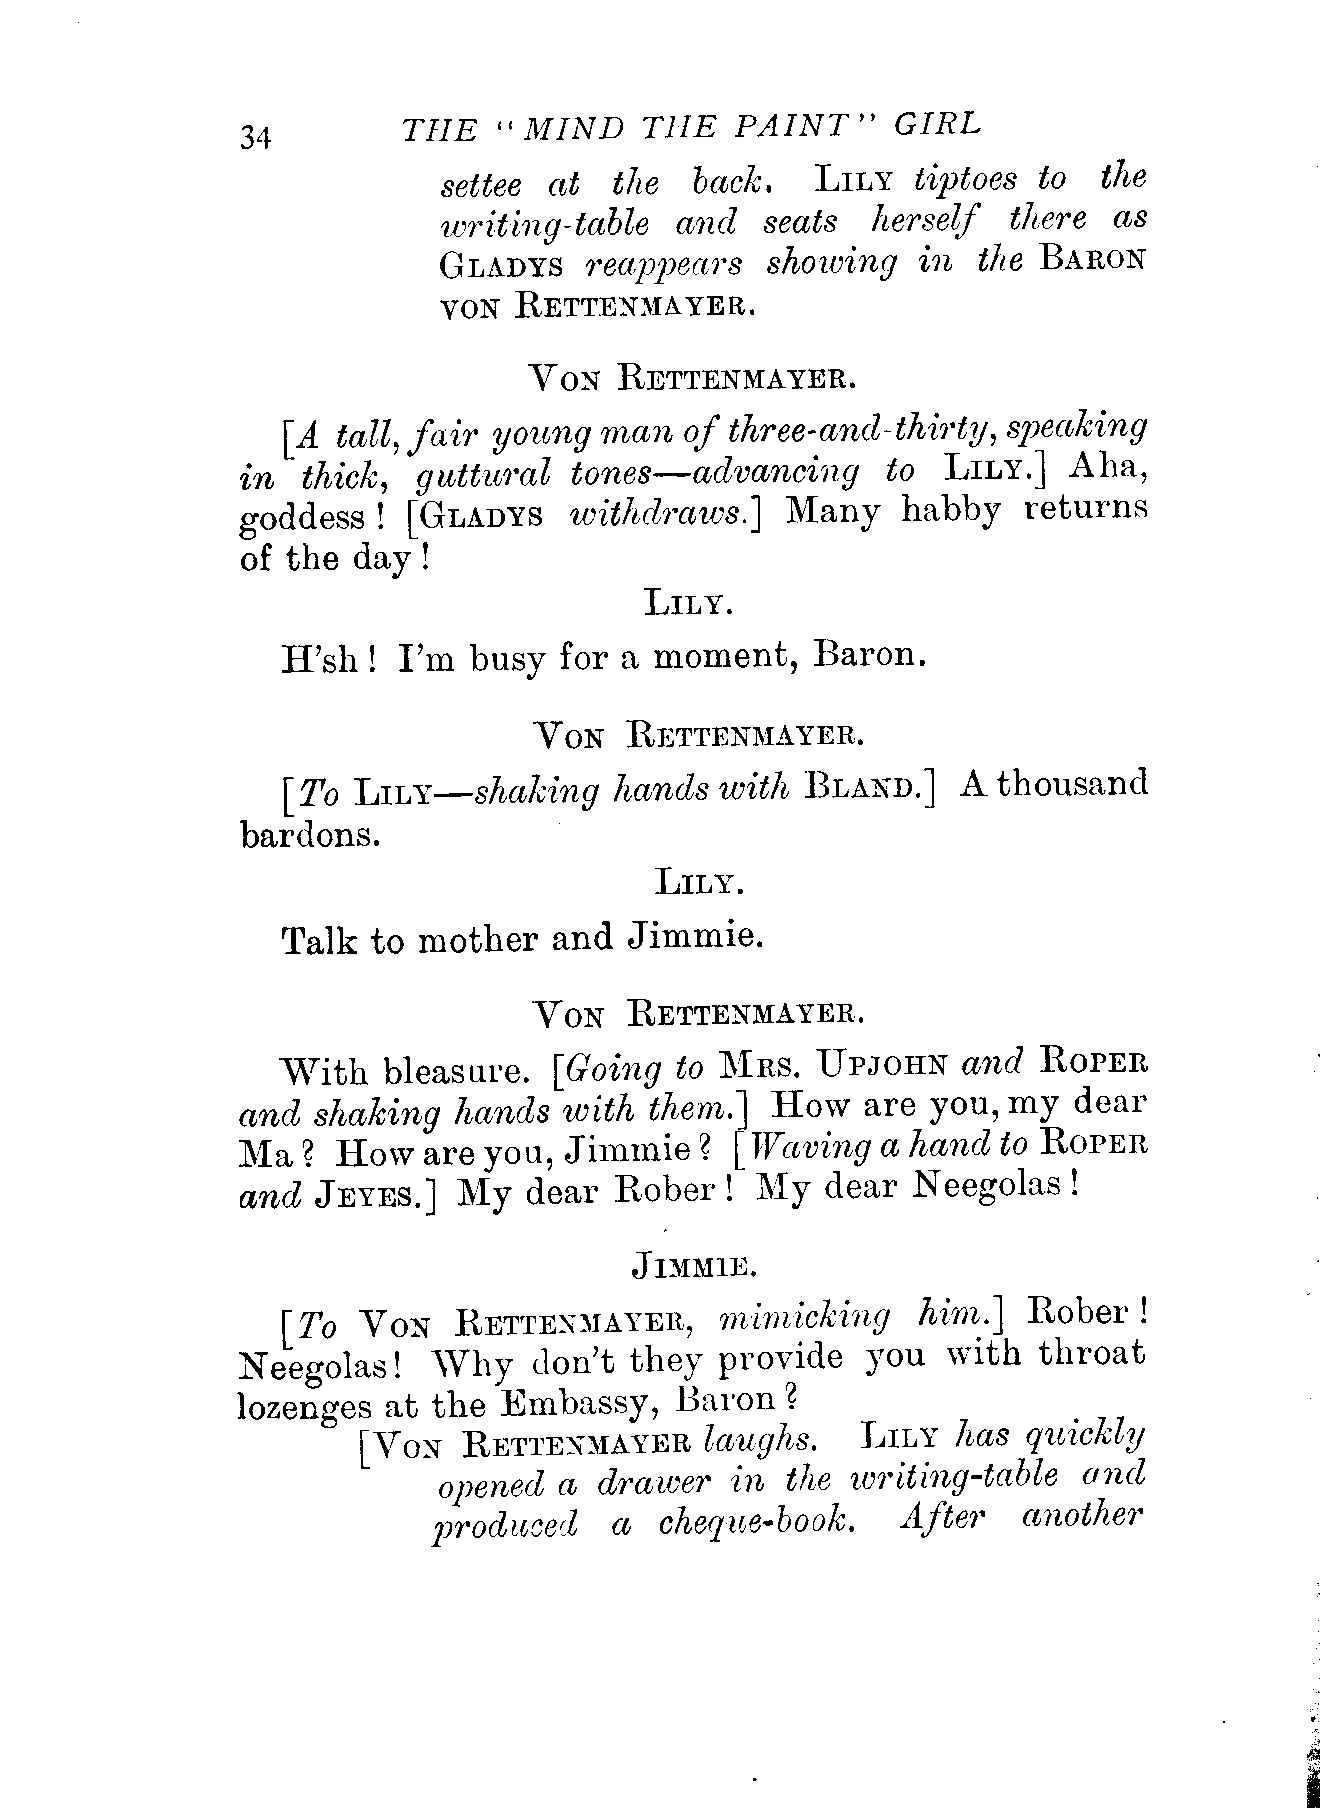 34 THE "MIND THE PAINT" GIRL
settee at the back. LILY tiptoes to the
writing-table and seats herself there as
GLADYS reappears showing in the BARON
VON RETTENMAYER.
VON RETTENMAYER.
[A tall, fair young man of three-and-thirty, speaking
in thick, guttural tones—advancing to LILY.] Aha,
goddess! [GLADYS withdraws.] Many habby returns
of the day!
LILY.
H'sh! I'm busy for a moment, Baron.
VON RETTENMAYER.
[To LILY—shaking hands with BLAND.] A thousand
bardons.
LILY.
Talk to mother and Jimmie.
VON RETTENMAYER.
With bleasure. [Going to MRS. UPJOHN and ROPER
and shaking hands with them.] How are you, my dear
Ma? How are you, Jimmie? [Waving a hand to ROPER
and JEYES.] My dear Rober! My dear Neegolas!
JIMMIE.
[To VON RETTENMAYER, mimicking him.] Rober!
Neegolas! Why don't they provide you with throat
lozenges at the Embassy, Baron?
[VON RETTENMAYER laughs. LILY has quickly
opened a drawer in the writing-table and
produced a cheque-book. After another